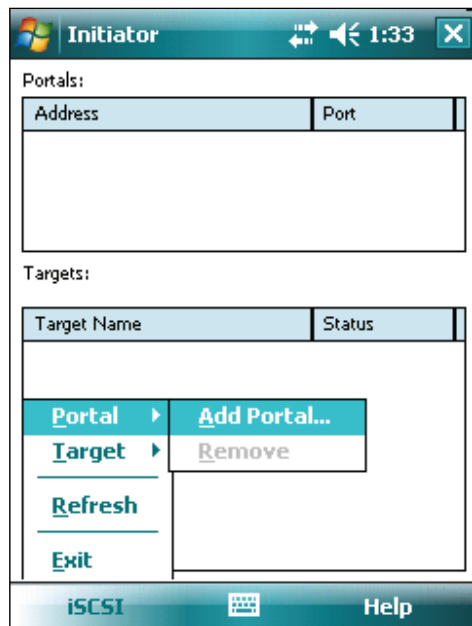 Initiator 1:33
Portals:
Address Port
Targets:
Target Name Status
Portal Add Portal...
Target Remove
Refresh
Exit
iSCSI Help